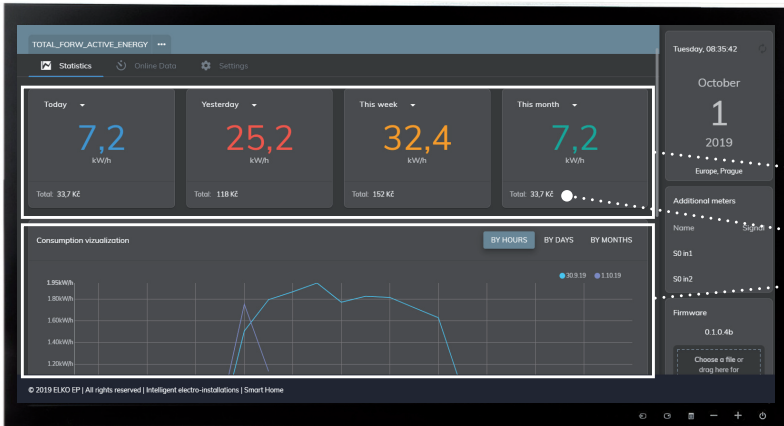 TOTAL_FORW_ACTIVE_ENERGY •••
Statistics
Online Data
Settings
Today
7,2
kW/h
Total: 33,7 Kč
Yesterday
25,2
kW/h
Total: 118 Kč
This week
32,4
kW/h
Total: 152 Kč
This month
7,2
kW/h
Total: 33,7 Kč
Consumption vizualization
BY HOURS BY DAYS BY MONTHS
30.9.19 1.10.19
1.95kW/h
1.80kW/h
1.60kW/h
1.40kW/h
1.20kW/h
Tuesday, 08:35:42
October
1
2019
Europe, Prague
Additional meters
Name Signal
S0 in1
S0 in2
Firmware
0.1.0.4b
Choose a file or
drag here for
© 2019 ELKO EP | All rights reserved | Intelligent electro-installations | Smart Home